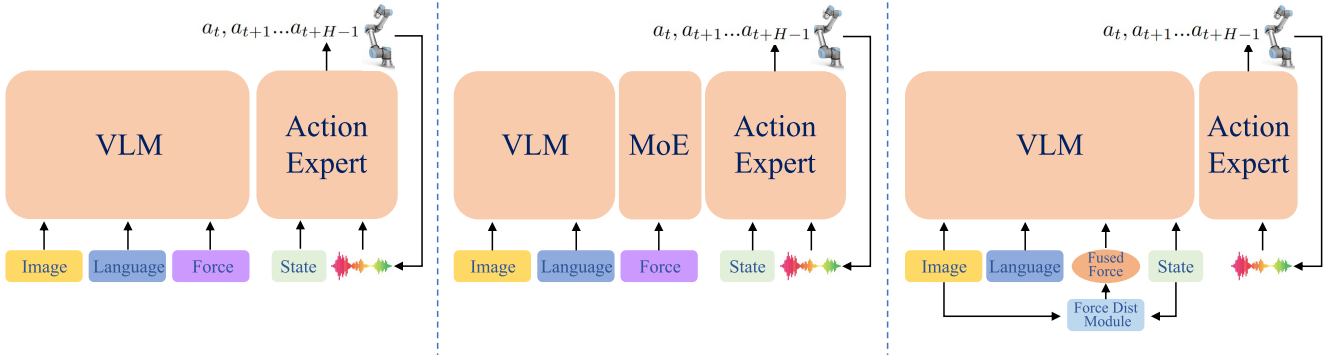 a_t, a_{t+1}...a_{t+H−1}
VLM
Action
Expert
Image
Language
Force
State
a_t, a_{t+1}...a_{t+H−1}
VLM
MoE
Action
Expert
Image
Language
Force
State
a_t, a_{t+1}...a_{t+H−1}
VLM
Action
Expert
Image
Language
Fused
Force
State
Force Dist
Module